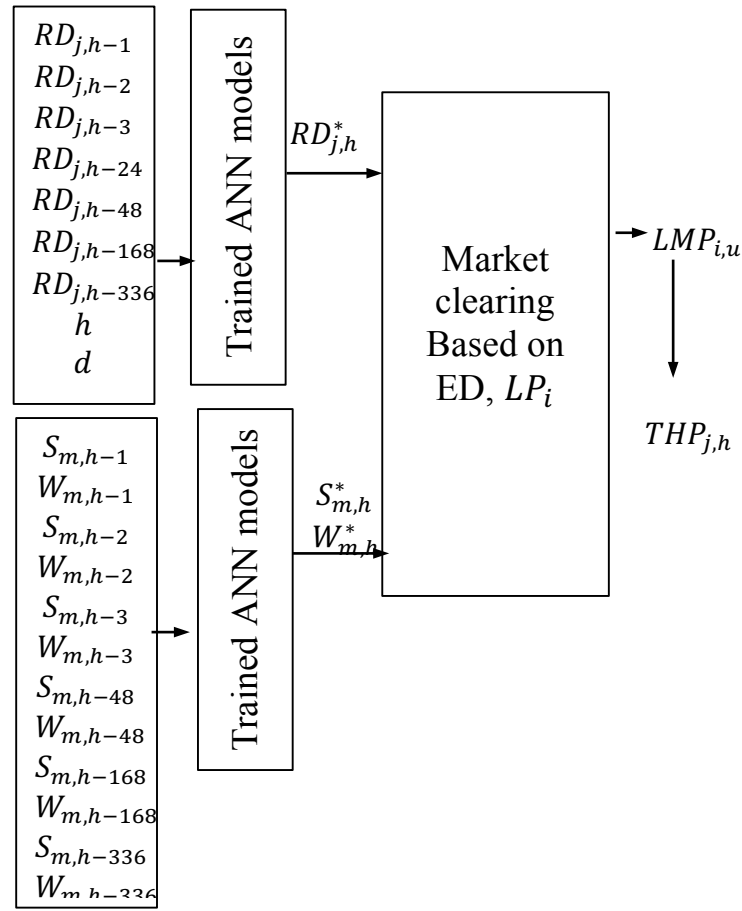 RD_{j,h-1}
RD_{j,h-2}
RD_{j,h-3}
RD_{j,h-24}
RD_{j,h-48}
RD_{j,h-168}
RD_{j,h-336}
h
d
Trained ANN models
RD^*_{j,h}
S_{m,h-1}
W_{m,h-1}
S_{m,h-2}
W_{m,h-2}
S_{m,h-3}
W_{m,h-3}
S_{m,h-48}
W_{m,h-48}
S_{m,h-168}
W_{m,h-168}
S_{m,h-336}
W_{m,h-336}
Trained ANN models
S^*_{m,h}
W^*_{m,h}
Market
clearing
Based on
ED, LP_i
LMP_{i,u}
THP_{j,h}